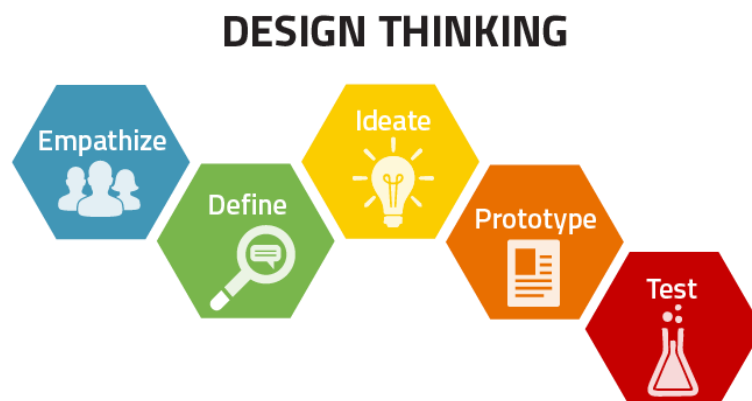 DESIGN THINKING
Empathize
Define
Ideate
Prototype
Test